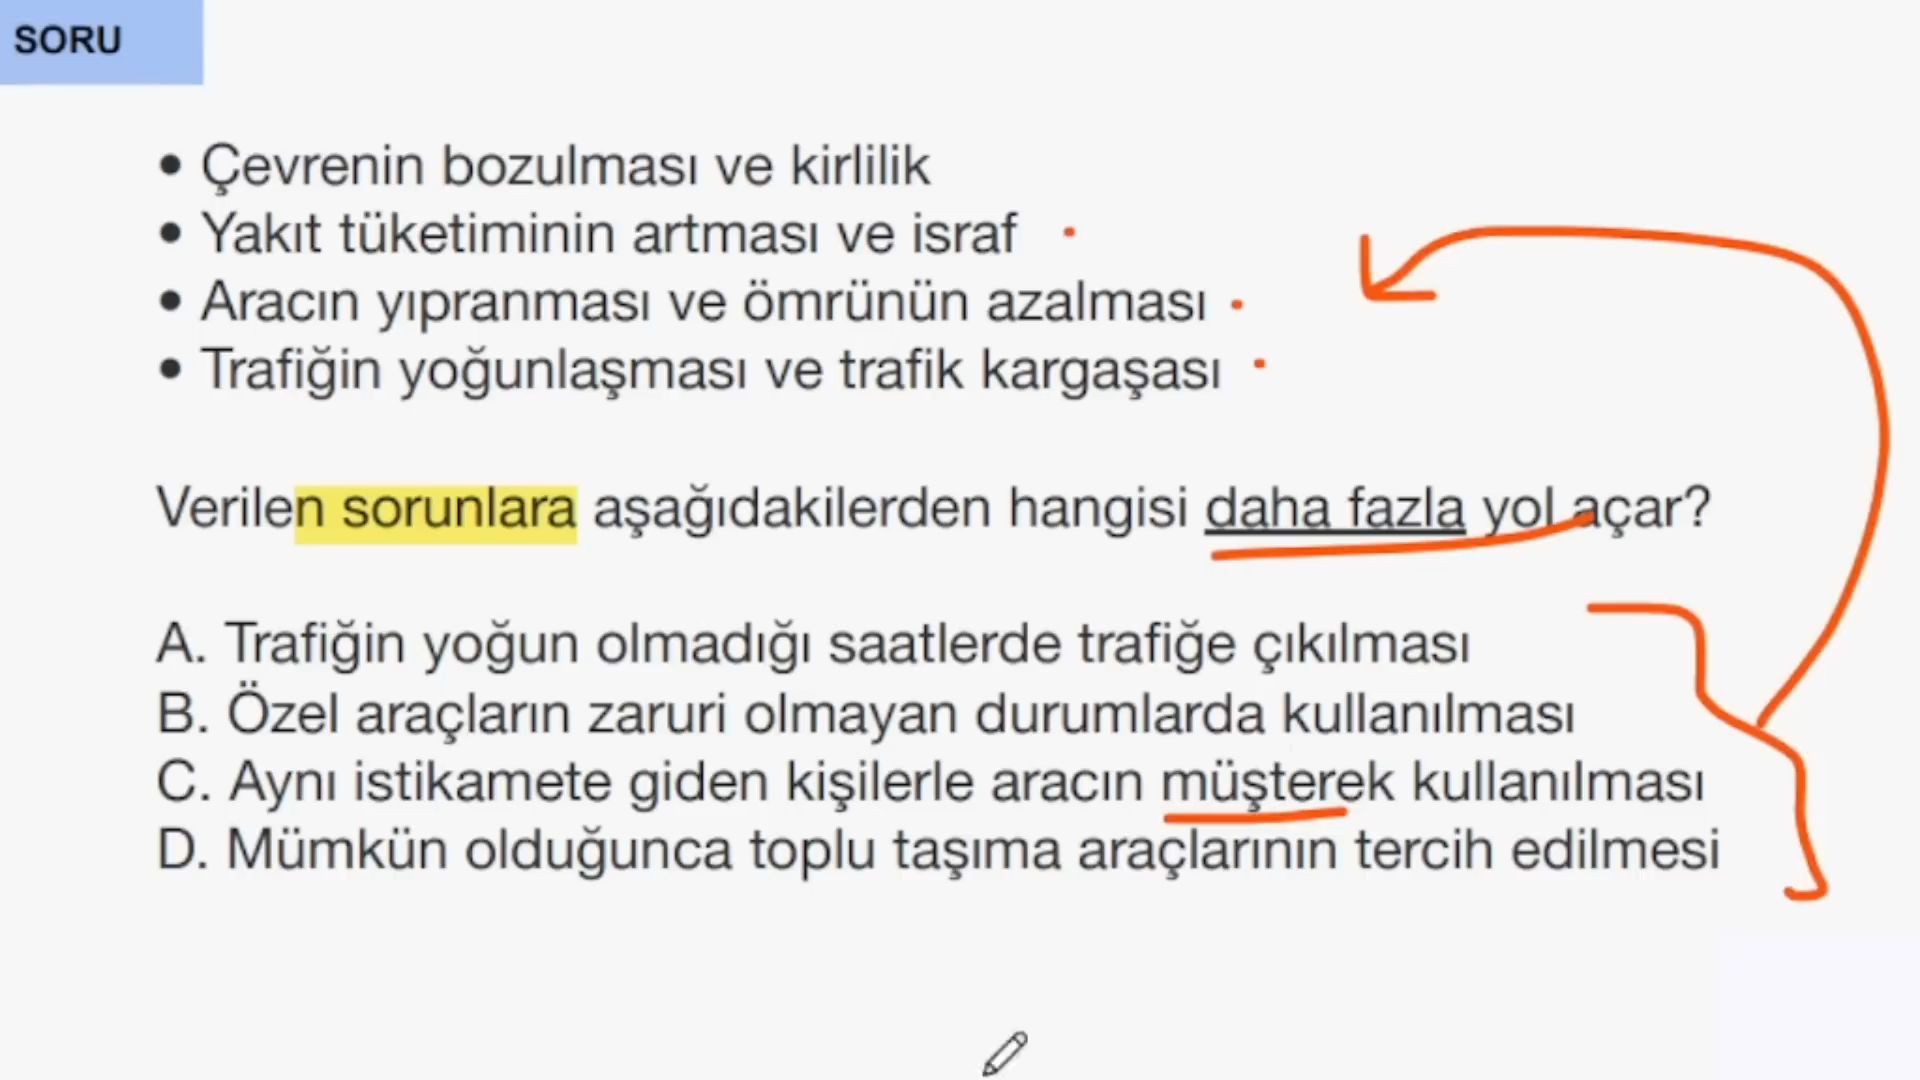 SORU
• Çevrenin bozulması ve kirlilik
• Yakıt tüketiminin artması ve israf
• Aracın yıpranması ve ömrünün azalması
• Trafiğin yoğunlaşması ve trafik kargaşası
Verilen sorunlara aşağıdakilerden hangisi daha fazla yol açar?
A. Trafiğin yoğun olmadığı saatlerde trafiğe çıkılması
B. Özel araçların zaruri olmayan durumlarda kullanılması
C. Aynı istikamete giden kişilerle aracın müşterek kullanılması
D. Mümkün olduğunca toplu taşıma araçlarının tercih edilmesi